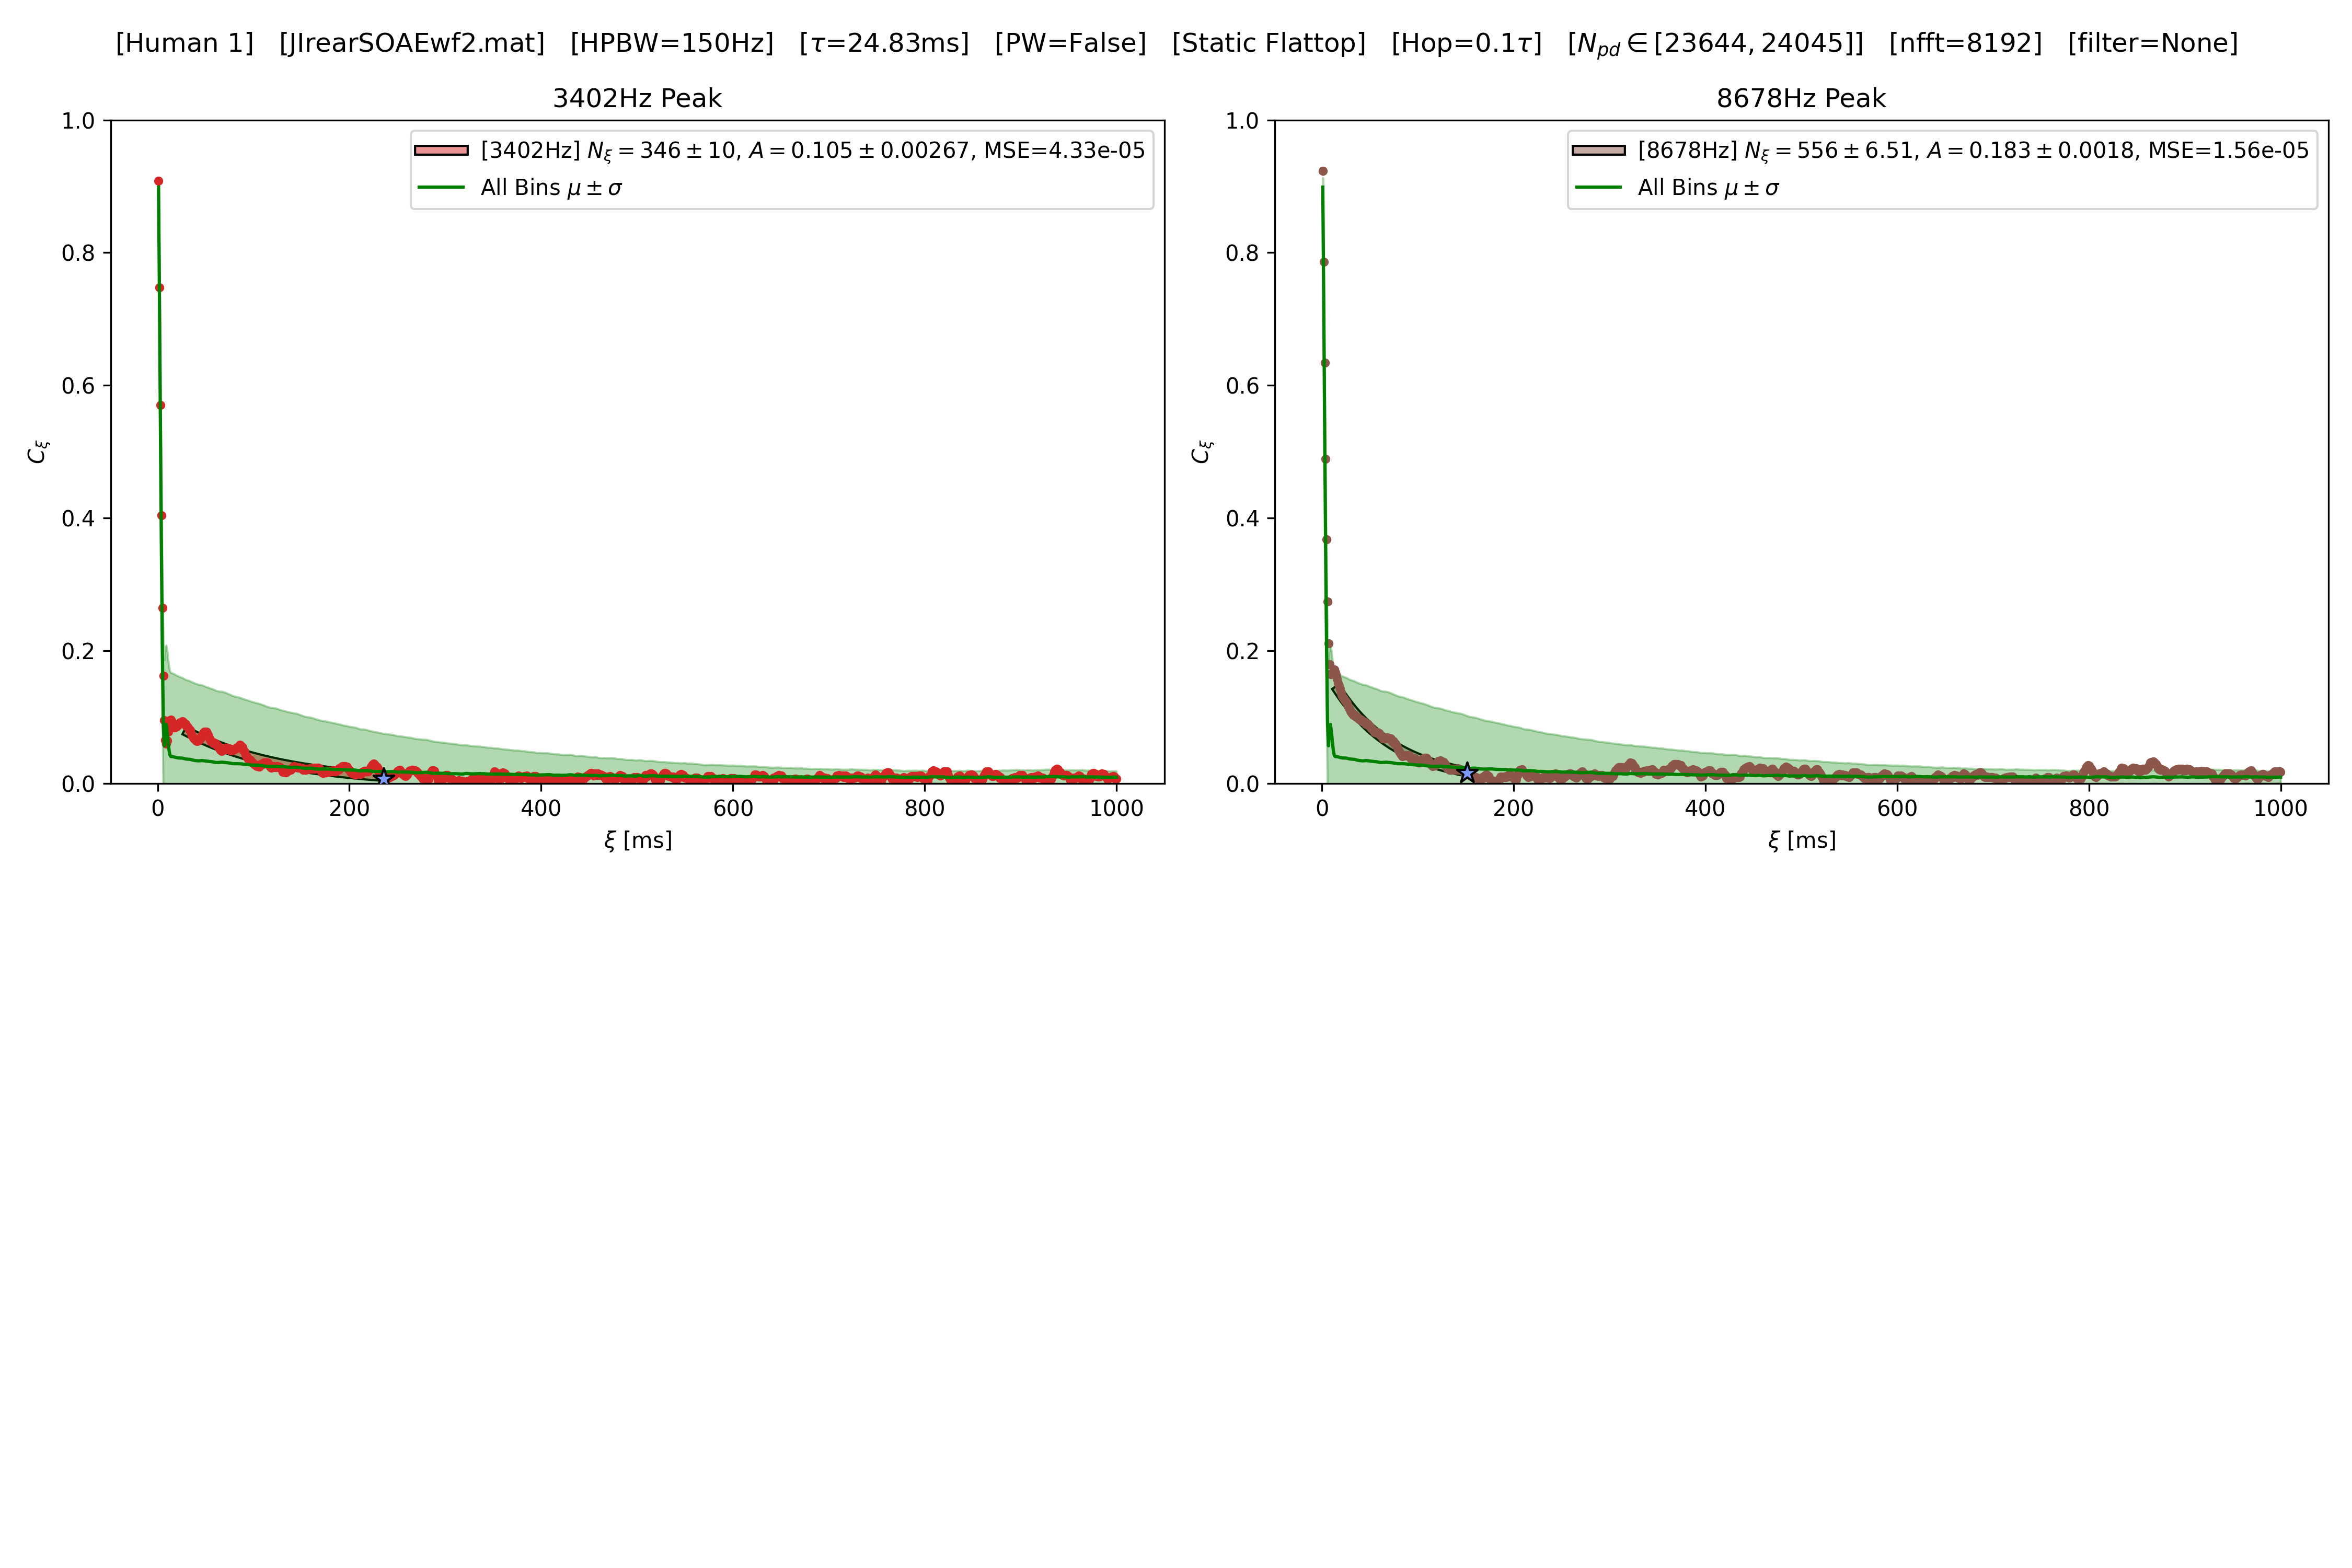 [Human 1] [JIrearSOAEwf2.mat] [HPBW=150Hz] [τ=24.83ms] [PW=False] [Static Flattop] [Hop=0.1τ] [N_pd ∈ [23644, 24045]] [nfft=8192] [filter=None]
3402Hz Peak
1.0
0.8
0.6
0.4
0.2
0.0
C_ξ
[3402Hz] N_ξ = 346 ± 10, A = 0.105 ± 0.00267, MSE=4.33e-05
All Bins μ ± σ
0 200 400 600 800 1000
ξ [ms]
8678Hz Peak
1.0
0.8
0.6
0.4
0.2
0.0
C_ξ
[8678Hz] N_ξ = 556 ± 6.51, A = 0.183 ± 0.0018, MSE=1.56e-05
All Bins μ ± σ
0 200 400 600 800 1000
ξ [ms]